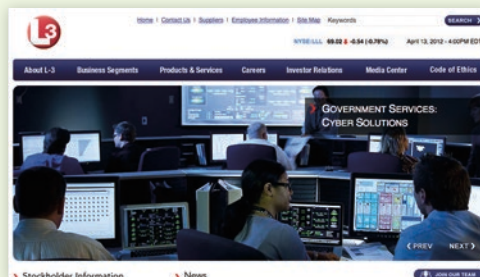 L3
Home | Contact Us | Suppliers | Employee Information | Site Map Keywords SEARCH
NYSE:LLL 69.02 -0.54 (-0.78%) April 13, 2012 - 4:00PM EDT
About L-3 Business Segments Products & Services Careers Investor Relations Media Center Code of Ethics
GOVERNMENT SERVICES:
CYBER SOLUTIONS
PREV NEXT
Stockholder Information News JOIN OUR TEAM